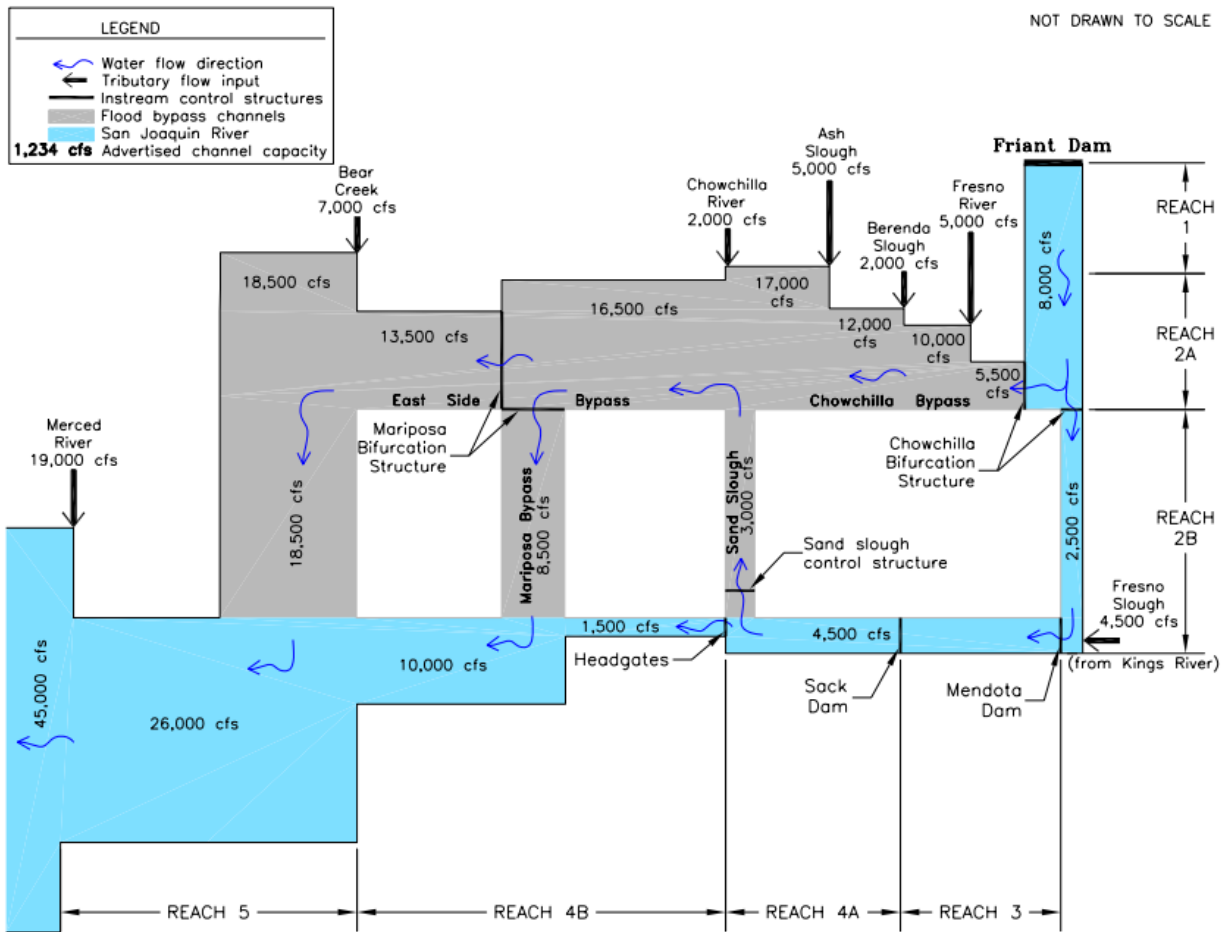 NOT DRAWN TO SCALE
LEGEND
Water flow direction
Tributary flow input
Instream control structures
Flood bypass channels
San Joaquin River
1,234 cfs Advertised channel capacity
Bear
Creek
7,000 cfs
Chowchilla
River
2,000 cfs
Ash
Slough
5,000 cfs
Berenda
Slough
2,000 cfs
Fresno
River
5,000 cfs
Friant Dam
REACH
1
REACH
2A
REACH
2B
8,000 cfs
18,500 cfs
13,500 cfs
16,500 cfs
17,000
cfs
12,000
cfs
10,000
cfs
5,500
cfs
East Side Bypass
Chowchilla Bypass
Merced
River
19,000 cfs
Mariposa
Bifurcation
Structure
Chowchilla
Bifurcation
Structure
18,500 cfs
Mariposa Bypass
8,500 cfs
Sand Slough
3,000 cfs
2,500 cfs
Sand slough
control structure
Fresno
Slough
4,500 cfs
(from Kings River)
1,500 cfs
4,500 cfs
Headgates
10,000 cfs
Sack
Dam
Mendota
Dam
45,000 cfs
26,000 cfs
REACH 5
REACH 4B
REACH 4A
REACH 3